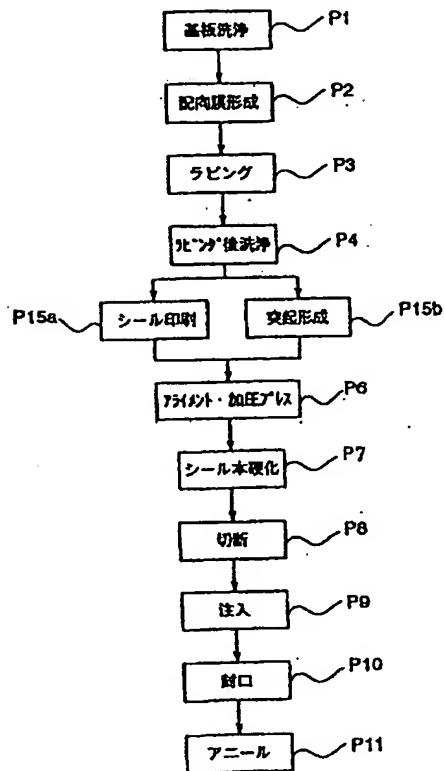 基板洗浄 P1
配向膜形成 P2
ラビング P3
ラビング後洗浄 P4
P15a シール印刷 突起形成 P15b
アライメント・加圧プレス P6
シール本硬化 P7
切断 P8
注入 P9
封口 P10
アニール P11